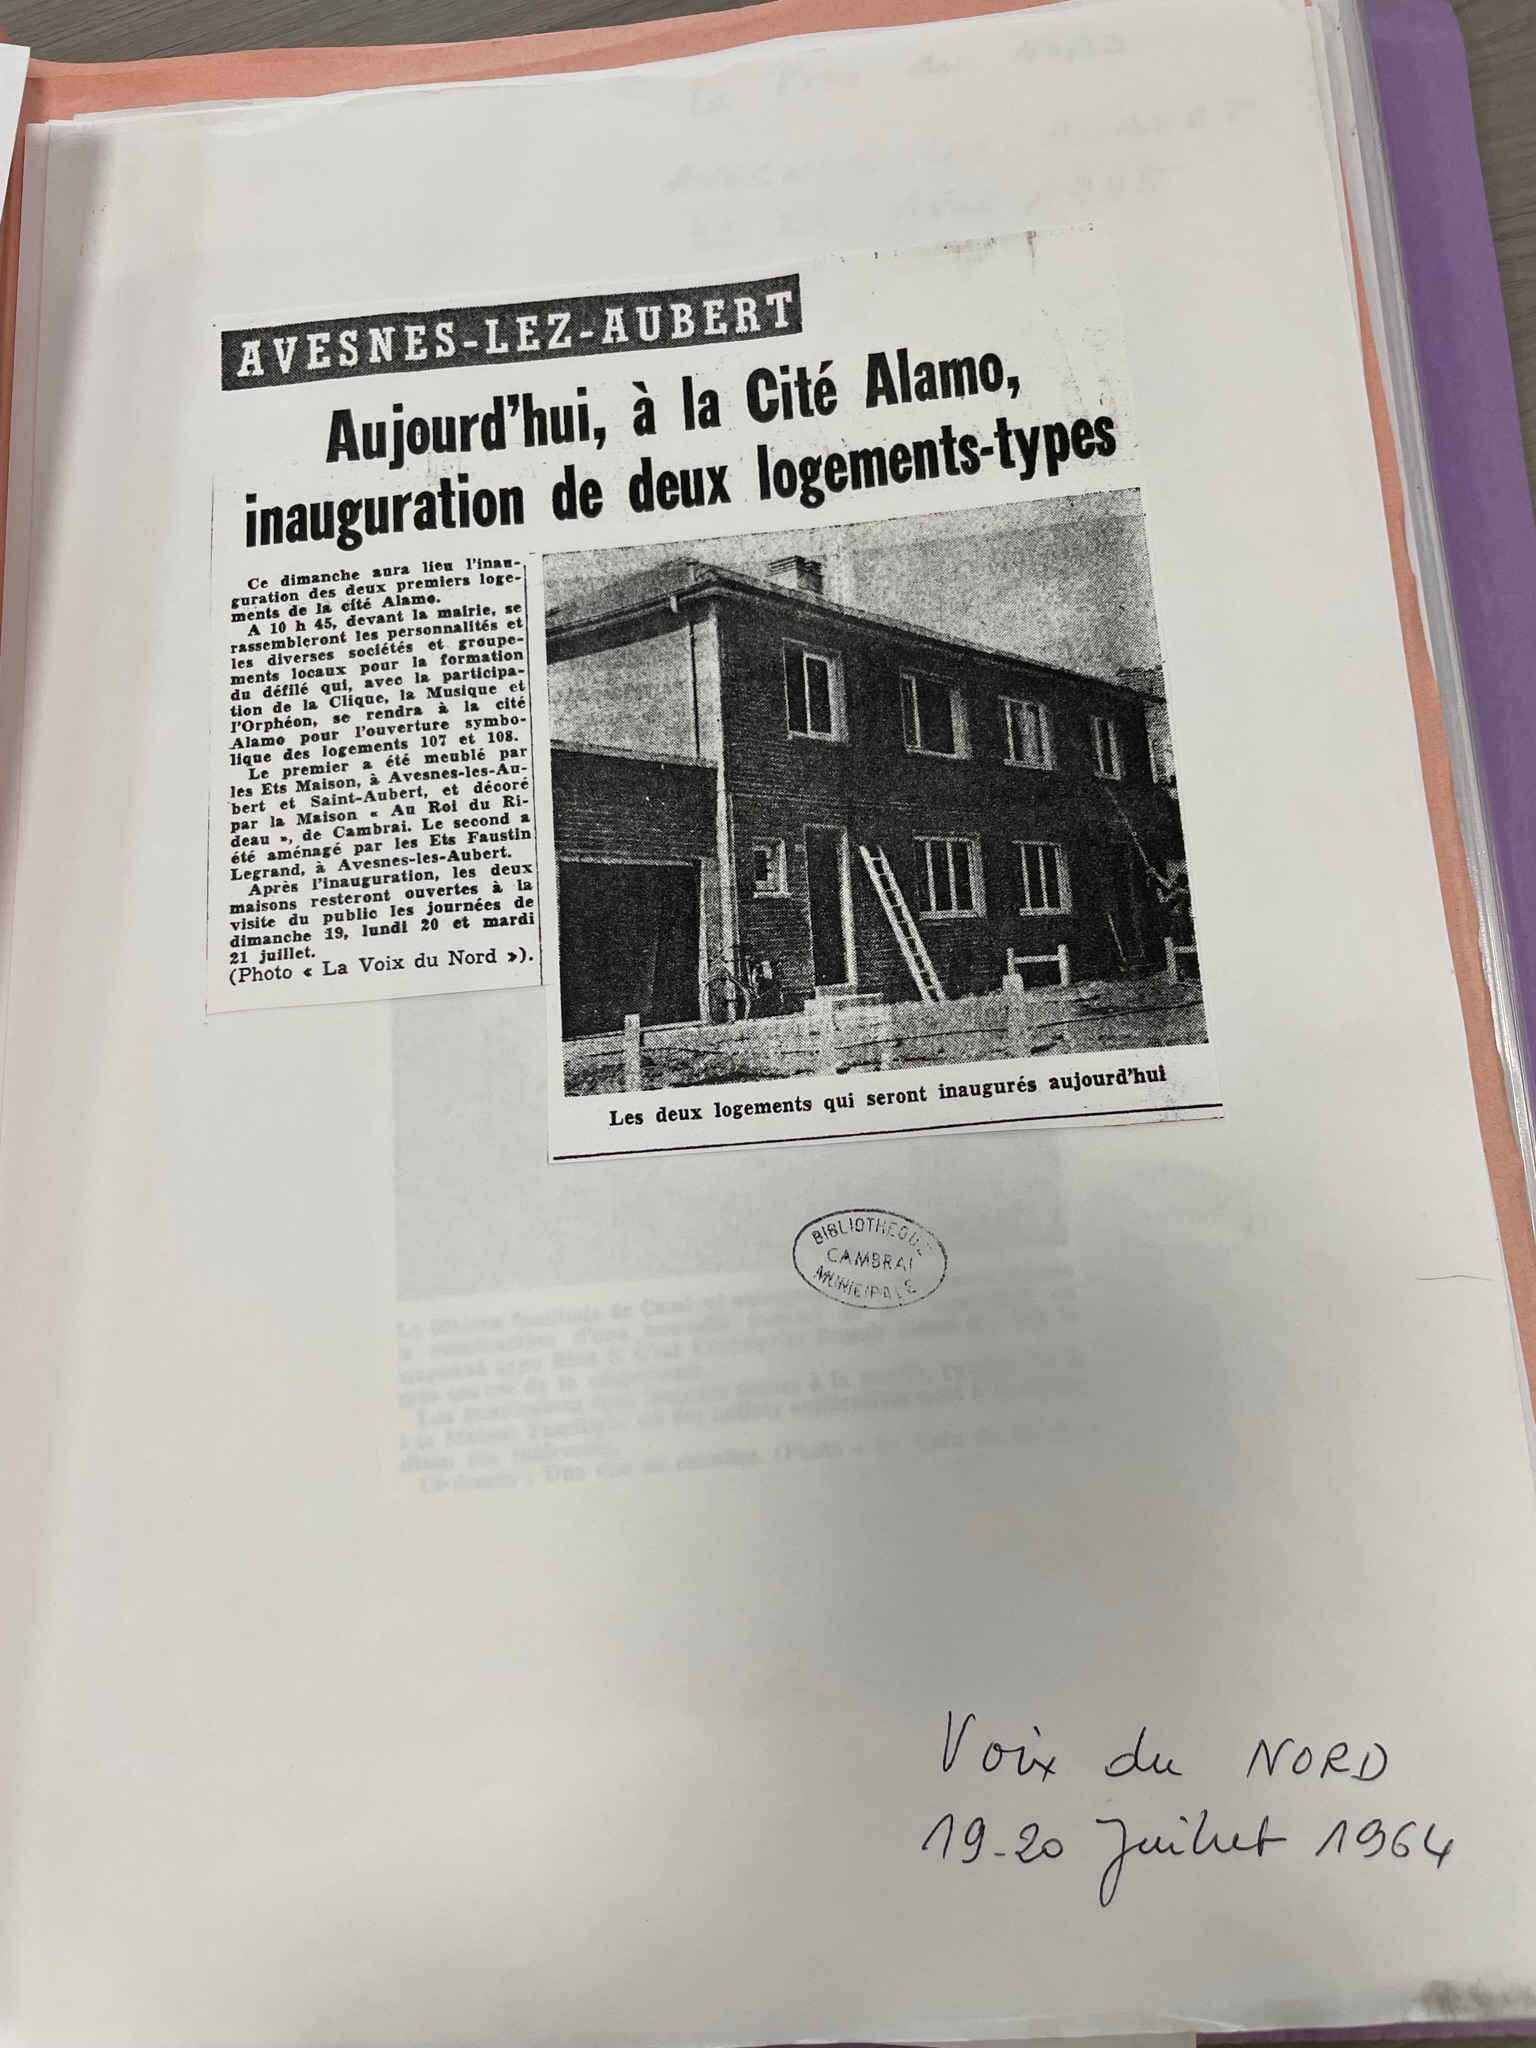 AVESNES-LEZ-AUBERT
Aujourd'hui, à la Cité Alamo,
inauguration de deux logements-types
Ce dimanche aura lieu l'inau-
guration des deux premiers loge-
ments de la cité Alamo.
A 10 h 45, devant la mairie, se
rassembleront les personnalités et
les diverses sociétés et groupe-
ments locaux pour la formation
du défilé qui, avec la participa-
tion de la Clique, la Musique et
l'Orphéon, se rendra à la cité
Alamo pour l'ouverture symbo-
lique des logements 107 et 108.
Le premier a été meublé par
les Ets Maison, à Avesnes-les-Au-
bert et Saint-Aubert, et décoré
par la Maison « Au Roi du Ri-
deau », de Cambrai. Le second a
été aménagé par les Ets Faustin
Legrand, à Avesnes-les-Aubert.
Après l'inauguration, les deux
maisons resteront ouvertes à la
visite du public les journées de
dimanche 19, lundi 20 et mardi
21 juillet.
(Photo « La Voix du Nord »).
Les deux logements qui seront inaugurés aujourd'hui
BIBLIOTHEQUE
CAMBRAI
MUNICIPALE
Voix du NORD
19-20 Juillet 1964